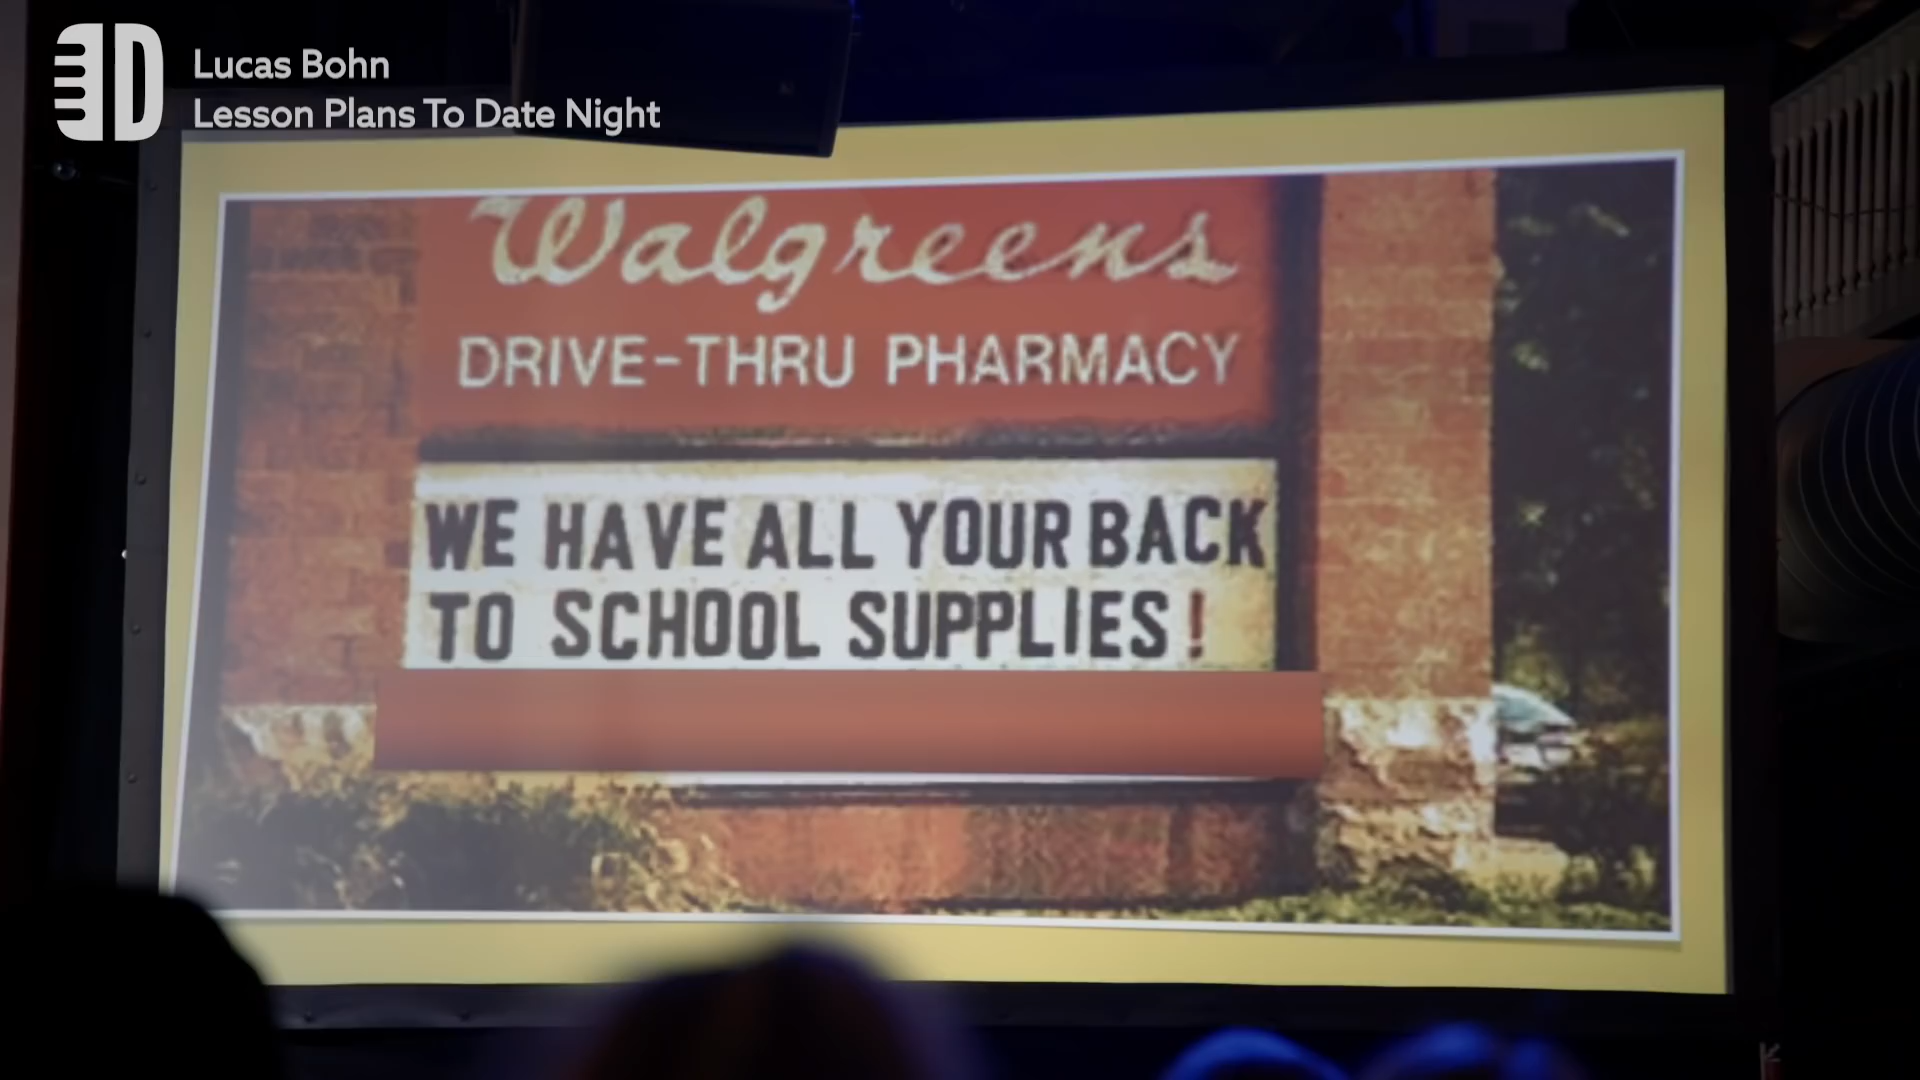 Lucas Bohn
Lesson Plans To Date Night
Walgreens
DRIVE-THRU PHARMACY
WE HAVE ALL YOUR BACK
TO SCHOOL SUPPLIES!